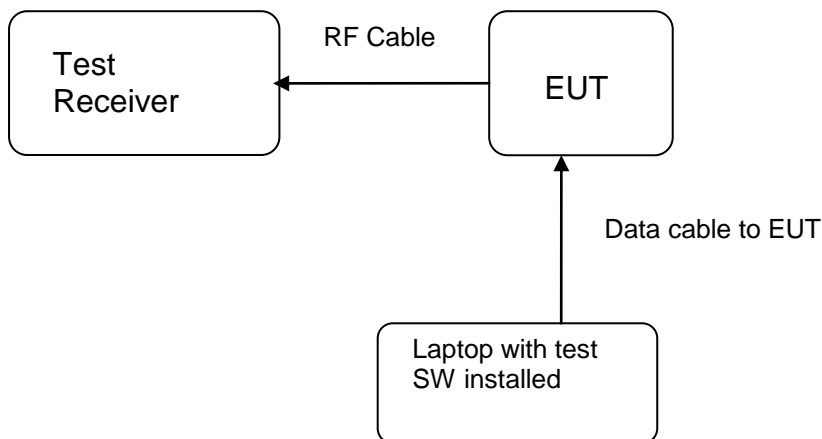 RF Cable
Test
Receiver
EUT
Data cable to EUT
Laptop with test
SW installed